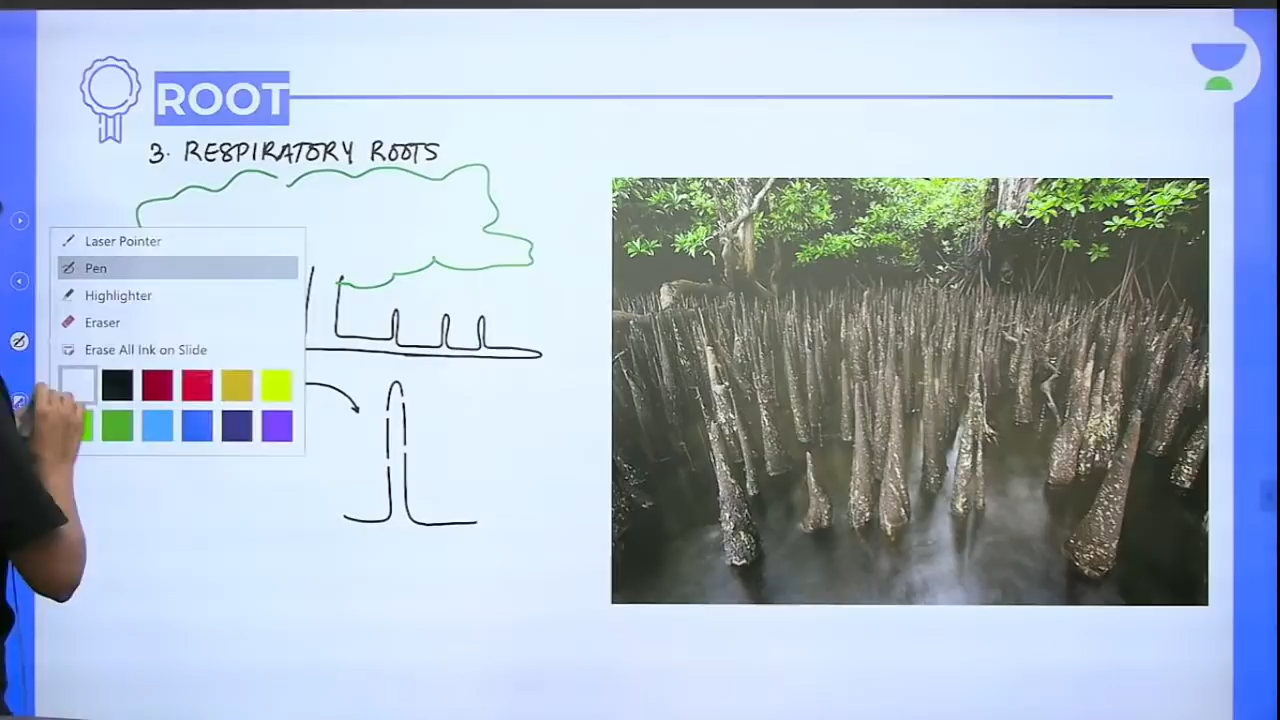 ROOT
3. RESPIRATORY ROOTS
Laser Pointer
Pen
Highlighter
Eraser
Erase All Ink on Slide